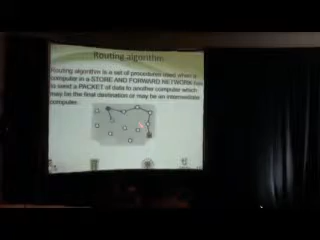 Routing algorithm
Routing algorithm is a set of procedures used when a
computer in a STORE AND FORWARD NETWORK has
to send a PACKET of data to another computer which
may be the final destination or may be an intermediate
computer.